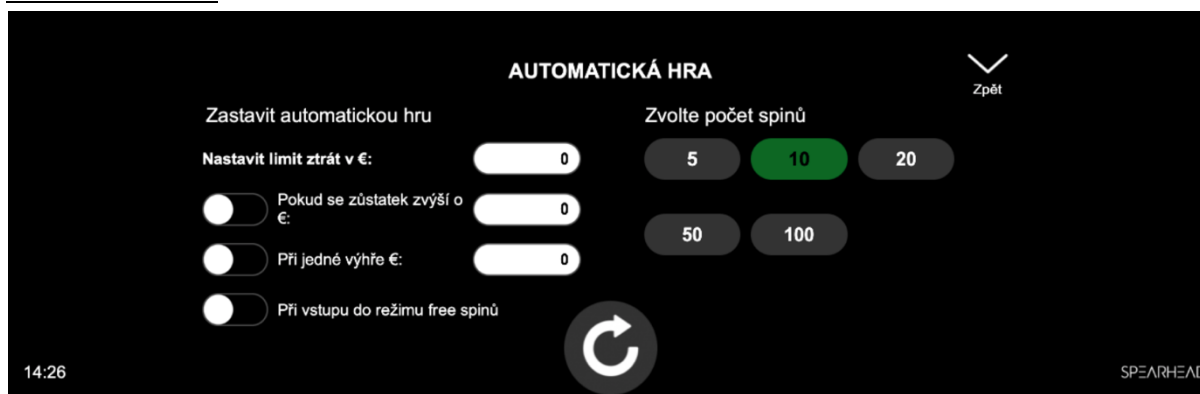 AUTOMATICKÁ HRA
Zpět
Zastavit automatickou hru
Nastavit limit ztrát v €:
0
Pokud se zůstatek zvýší o
€:
0
Při jedné výhře €:
0
Při vstupu do režimu free spinů
Zvolte počet spinů
5
10
20
50
100
14:26
SPEARHEAD